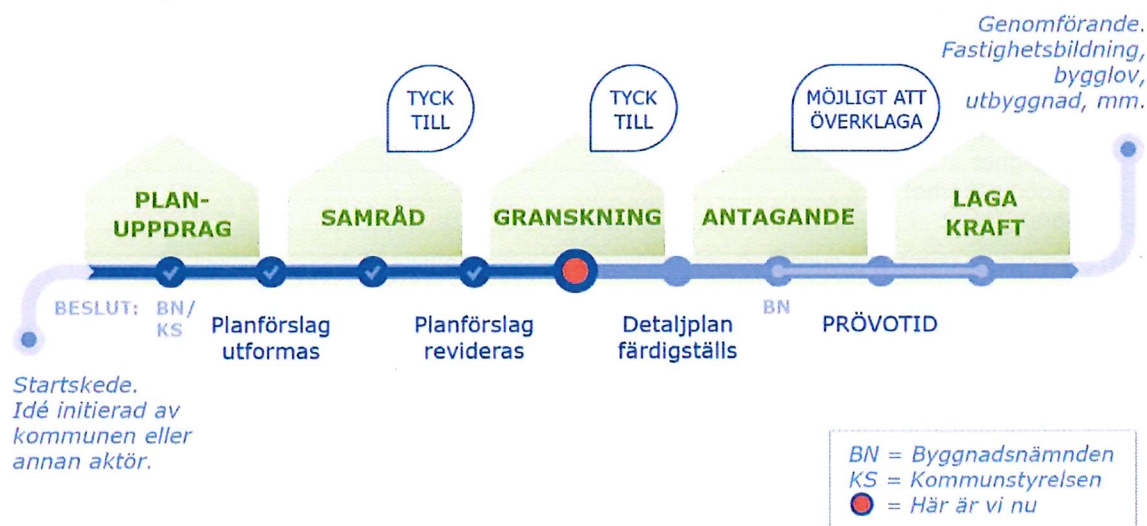 Genomförande.
Fastighetsbildning,
bygglov,
utbyggnad, mm.
TYCK
TILL
TYCK
TILL
MÖJLIGT ATT
ÖVERKLAGA
PLAN-
UPPDRAG
SAMRÅD
GRANSKNING
ANTAGANDE
LAGA
KRAFT
BESLUT:
BN/
KS
Planförslag
utformas
Planförslag
revideras
Detaljplan
färdigställs
BN
PRÖVOTID
Startskede.
Idé initierad av
kommunen eller
annan aktör.
BN = Byggnadsnämnden
KS = Kommunstyrelsen
= Här är vi nu